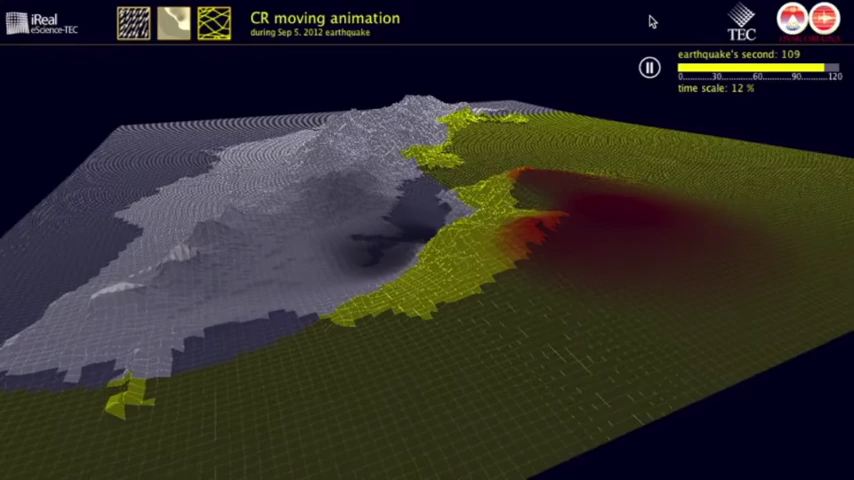 iReal
eScience-TEC
CR moving animation
during Sep 5, 2012 earthquake
TEC
earthquake's second: 109
0........30........60........90........120
time scale: 12 %